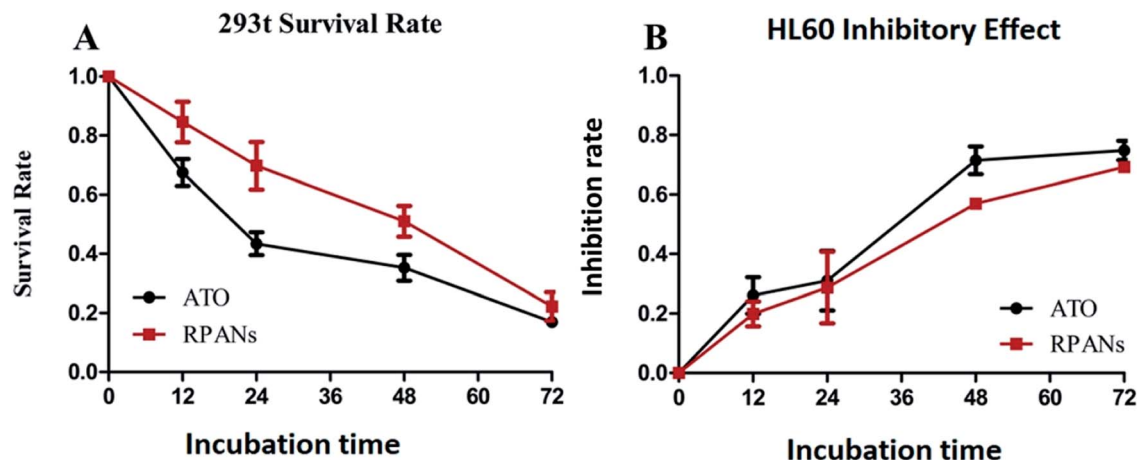 A
293t Survival Rate
Survival Rate
1.0
0.8
0.6
0.4
0.2
0.0
ATO
RPANs
0 12 24 36 48 60 72
Incubation time
B
HL60 Inhibitory Effect
Inhibition rate
1.0
0.8
0.6
0.4
0.2
0.0
ATO
RPANs
0 12 24 36 48 60 72
Incubation time